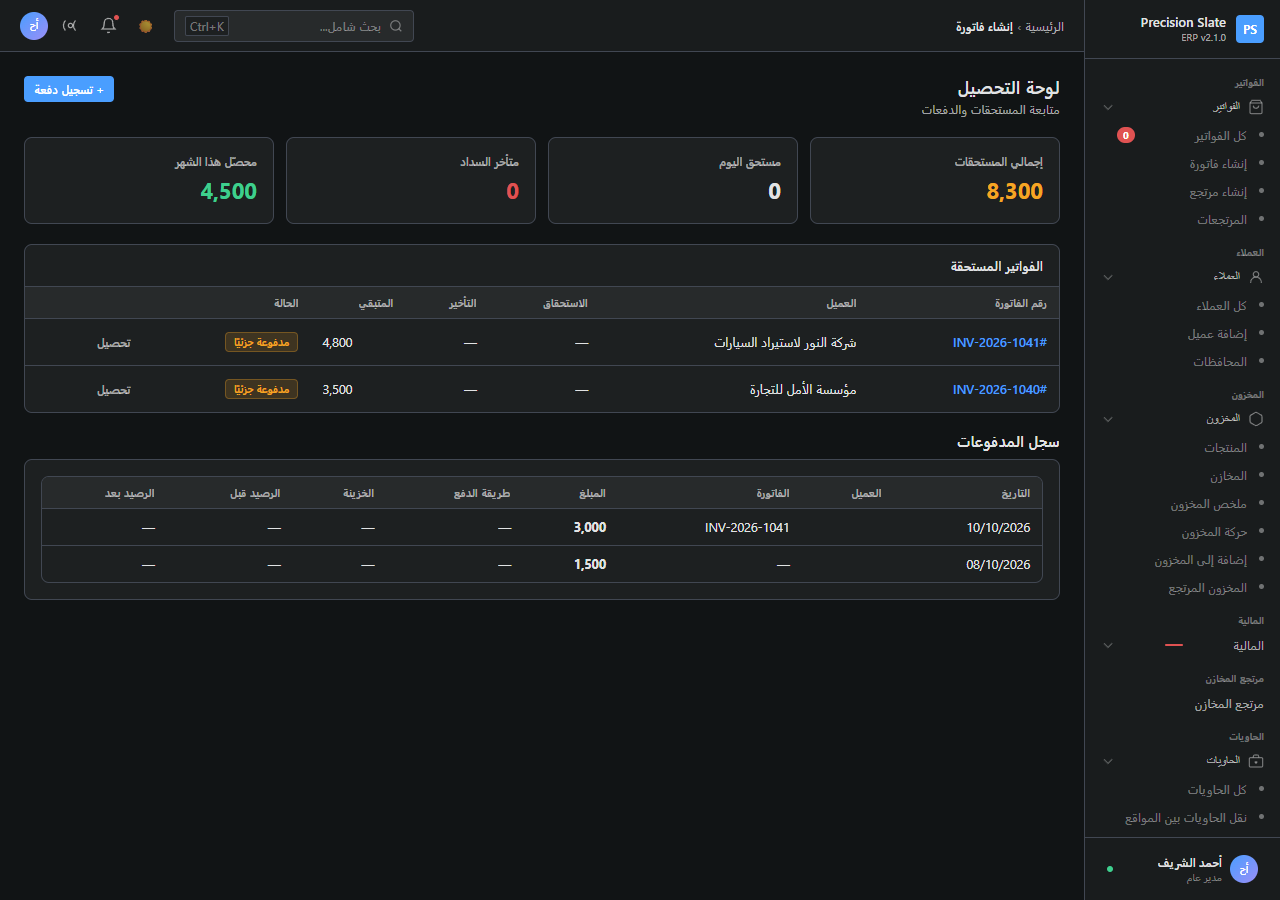 PS
Precision Slate
ERP v2.1.0
الفواتير
الفواتير
كل الفواتير
0
إنشاء فاتورة
إنشاء مرتجع
المرتجعات
العملاء
العملاء
كل العملاء
إضافة عميل
المحافظات
المخزون
المخزون
المنتجات
المخازن
ملخص المخزون
حركة المخزون
إضافة إلى المخزون
المخزون المرتجع
المالية
المالية
مرتجع المخازن
مرتجع المخازن
الحاويات
الحاويات
كل الحاويات
نقل الحاويات بين المواقع
أح
أحمد الشريف
مدير عام
الرئيسية › إنشاء فاتورة
بحث شامل...
Ctrl+K
أح
لوحة التحصيل
متابعة المستحقات والدفعات
+ تسجيل دفعة
إجمالي المستحقات
8,300
مستحق اليوم
0
متأخر السداد
0
محصّل هذا الشهر
4,500
الفواتير المستحقة
رقم الفاتورة العميل الاستحقاق التأخير المتبقي الحالة
INV-2026-1041# شركة النور لاستيراد السيارات — — 4,800 مدفوعة جزئيًا تحصيل
INV-2026-1040# مؤسسة الأمل للتجارة — — 3,500 مدفوعة جزئيًا تحصيل
سجل المدفوعات
التاريخ العميل الفاتورة المبلغ طريقة الدفع الخزينة الرصيد قبل الرصيد بعد
10/10/2026 INV-2026-1041 3,000 — — — —
08/10/2026 — 1,500 — — — —